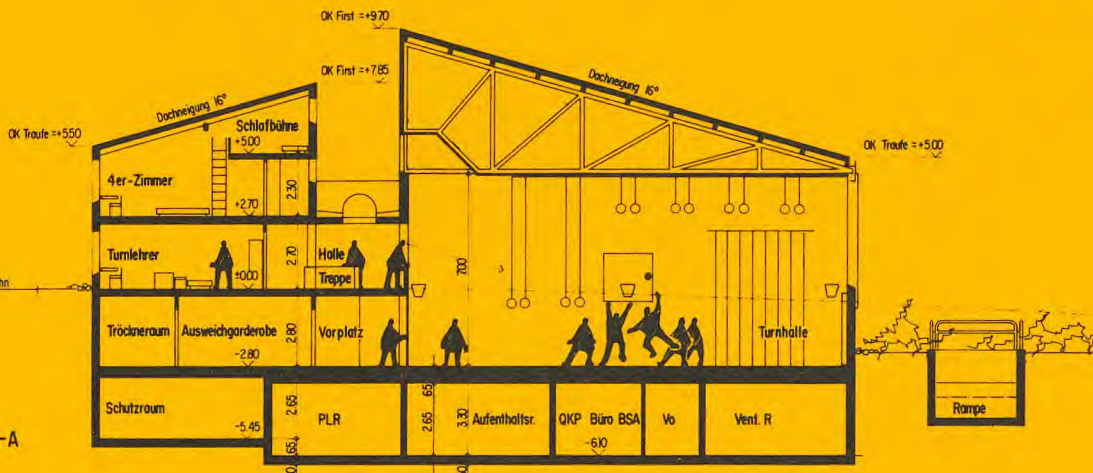 OK First =+9.70
OK First =+7.85
Dachneigung 16°
Dachneigung 16°
OK Traufe =+5.50
OK Traufe =+5.00
Schlafbühne
+5.00
4er-Zimmer
2.30
+2.70
Turnlehrer
2.70
Halle
Treppe
7.00
±0.00
Tröckneraum
Ausweichgarderobe
2.80
Vorplatz
Turnhalle
-2.80
Schutzraum
-5.45
2.65
PLR
65
2.65
3.30
Aufenthaltsr.
QKP Büro BSA
-6.10
Vo
Vent. R
Rampe
65
-A